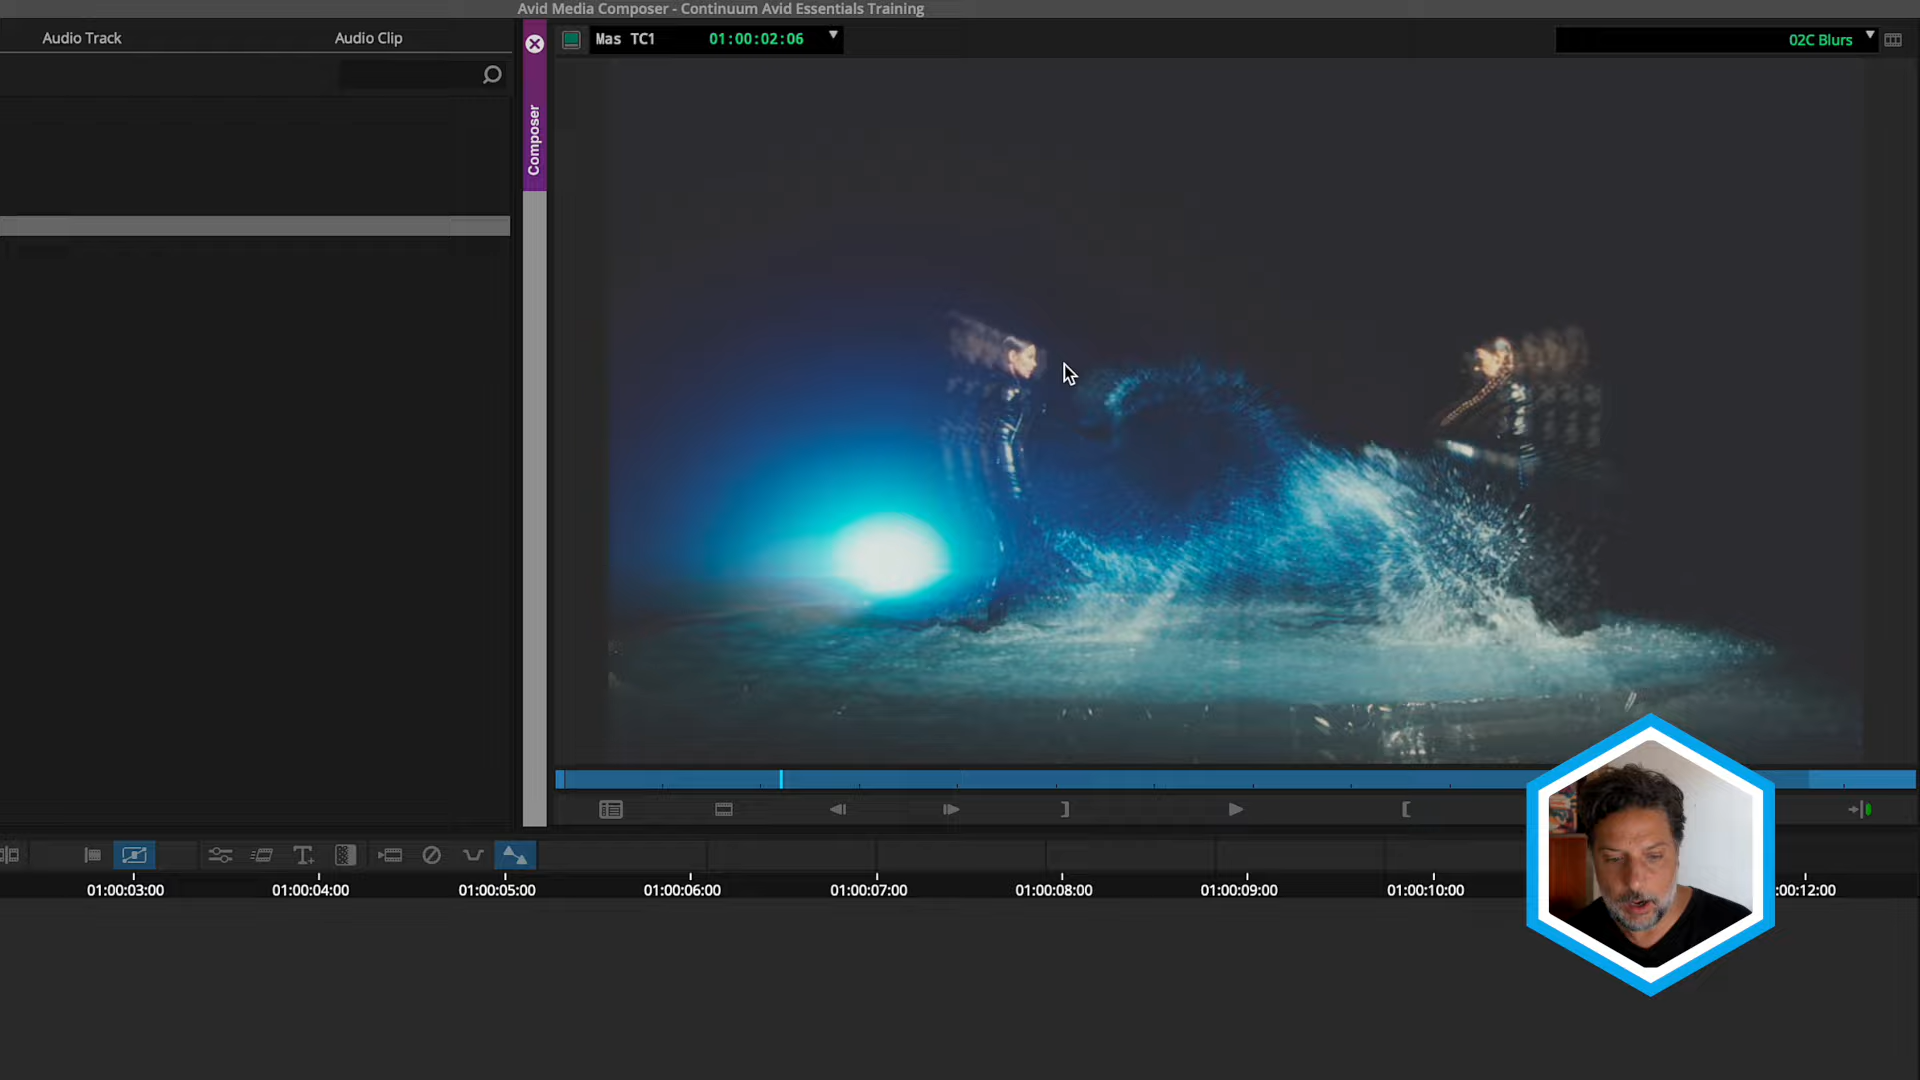 Avid Media Composer - Continuum Avid Essentials Training
Audio Track Audio Clip
Mas TC1 01:00:02:06
02C Blurs
Composer
01:00:03:00 01:00:04:00 01:00:05:00 01:00:06:00 01:00:07:00 01:00:08:00 01:00:09:00 01:00:10:00 :00:12:00